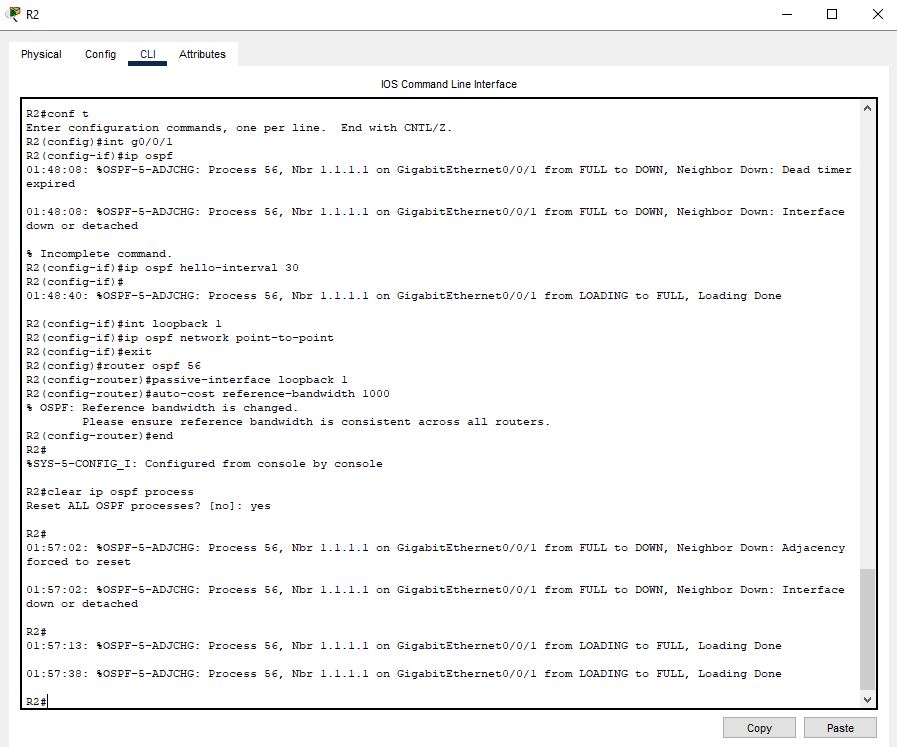 R2
Physical Config CLI Attributes
IOS Command Line Interface
R2#conf t
Enter configuration commands, one per line.  End with CNTL/Z.
R2(config)#int g0/0/1
R2(config-if)#ip ospf
01:48:08: %OSPF-5-ADJCHG: Process 56, Nbr 1.1.1.1 on GigabitEthernet0/0/1 from FULL to DOWN, Neighbor Down: Dead timer
expired
01:48:08: %OSPF-5-ADJCHG: Process 56, Nbr 1.1.1.1 on GigabitEthernet0/0/1 from FULL to DOWN, Neighbor Down: Interface
down or detached
% Incomplete command.
R2(config-if)#ip ospf hello-interval 30
R2(config-if)#
01:48:40: %OSPF-5-ADJCHG: Process 56, Nbr 1.1.1.1 on GigabitEthernet0/0/1 from LOADING to FULL, Loading Done
R2(config-if)#int loopback 1
R2(config-if)#ip ospf network point-to-point
R2(config-if)#exit
R2(config)#router ospf 56
R2(config-router)#passive-interface loopback 1
R2(config-router)#auto-cost reference-bandwidth 1000
% OSPF: Reference bandwidth is changed.
        Please ensure reference bandwidth is consistent across all routers.
R2(config-router)#end
R2#
%SYS-5-CONFIG_I: Configured from console by console
R2#clear ip ospf process
Reset ALL OSPF processes? [no]: yes
R2#
01:57:02: %OSPF-5-ADJCHG: Process 56, Nbr 1.1.1.1 on GigabitEthernet0/0/1 from FULL to DOWN, Neighbor Down: Adjacency
forced to reset
01:57:02: %OSPF-5-ADJCHG: Process 56, Nbr 1.1.1.1 on GigabitEthernet0/0/1 from FULL to DOWN, Neighbor Down: Interface
down or detached
R2#
01:57:13: %OSPF-5-ADJCHG: Process 56, Nbr 1.1.1.1 on GigabitEthernet0/0/1 from LOADING to FULL, Loading Done
01:57:38: %OSPF-5-ADJCHG: Process 56, Nbr 1.1.1.1 on GigabitEthernet0/0/1 from LOADING to FULL, Loading Done
R2#
Copy Paste